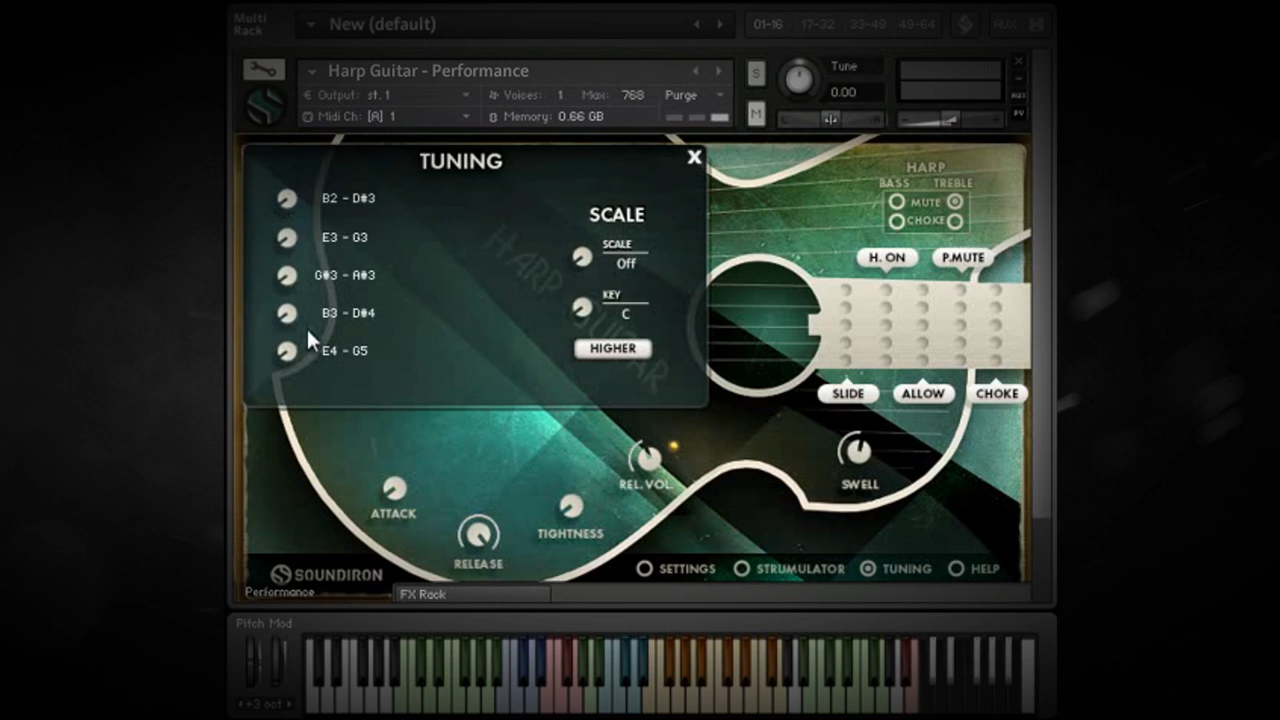 Multi
Rack
New (default)
01-16 17-32 33-48 49-64
AUX
Harp Guitar - Performance
Output: st.1
Voices: 1 Max: 768
Purge
Midi Ch: [A] 1
Memory: 0.66 GB
S
M
Tune
0.00
L R
AUX
PV
TUNING
X
B2 - D#3
E3 - G3
G#3 - A#3
B3 - D#4
E4 - G5
SCALE
SCALE
Off
KEY
C
HIGHER
HARP GUITAR
HARP
BASS TREBLE
MUTE
CHOKE
H. ON
P.MUTE
SLIDE
ALLOW
CHOKE
ATTACK
RELEASE
TIGHTNESS
REL.VOL.
SWELL
SOUNDIRON
SETTINGS
STRUMULATOR
TUNING
HELP
Performance
FX Rack
Pitch Mod
+3 oct